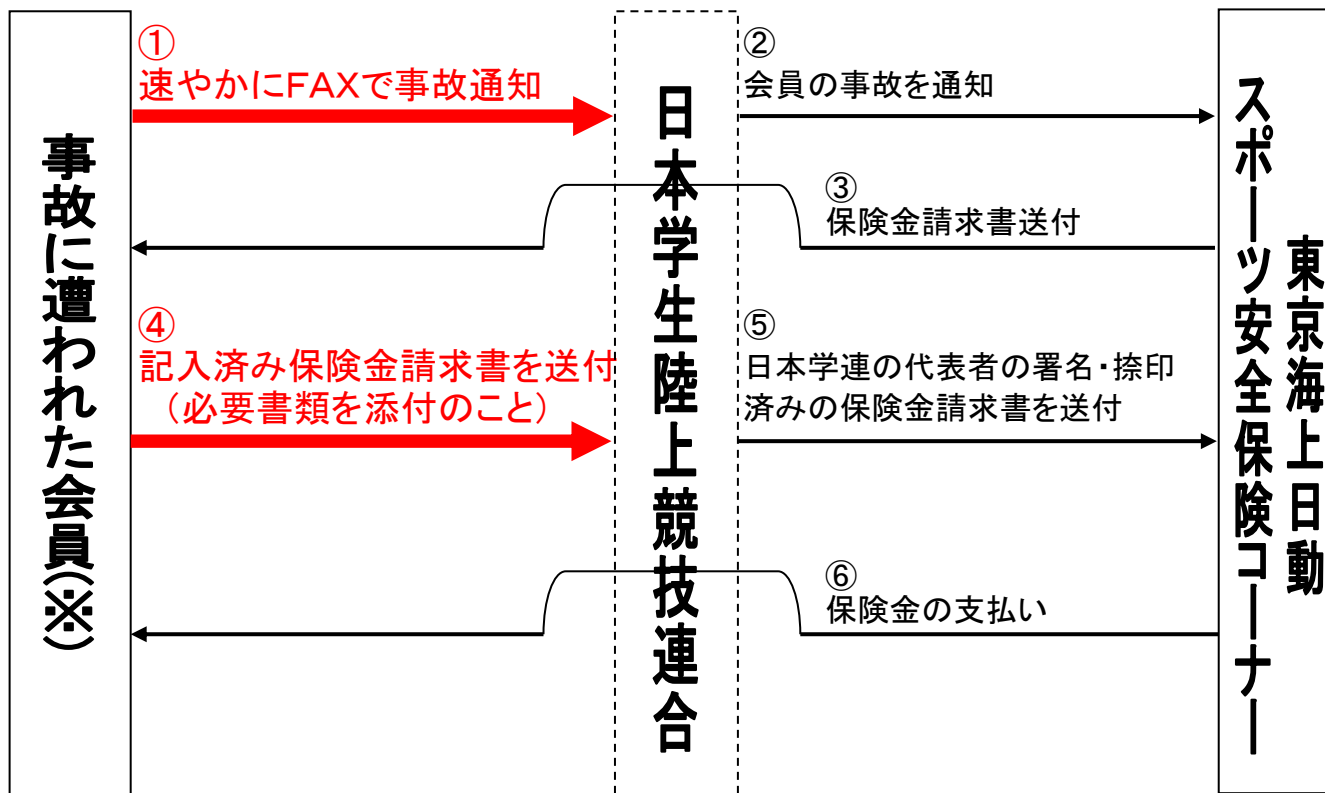 事故に遭われた会員(※)
①
速やかにFAXで事故通知
④
記入済み保険金請求書を送付
(必要書類を添付のこと)
日本学生陸上競技連合
②
会員の事故を通知
③
保険金請求書送付
⑤
日本学連の代表者の署名・捺印
済みの保険金請求書を送付
⑥
保険金の支払い
東京海上日動
スポーツ安全保険コーナー